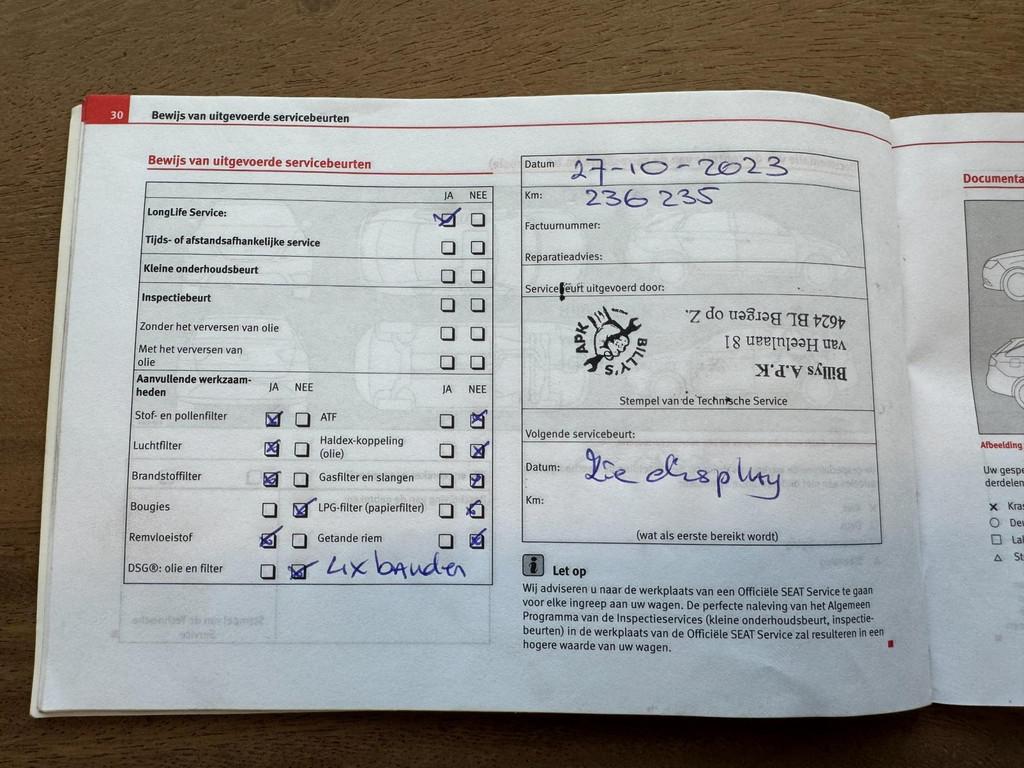 30 Bewijs van uitgevoerde servicebeurten
Bewijs van uitgevoerde servicebeurten
JA NEE
LongLife Service:
Tijds- of afstandsafhankelijke service
Kleine onderhoudsbeurt
Inspectiebeurt
Zonder het verversen van olie
Met het verversen van
olie
Aanvullende werkzaam-
heden
JA NEE
JA NEE
Stof- en pollenfilter
ATF
Luchtfilter
Haldex-koppeling
(olie)
Brandstoffilter
Gasfilter en slangen
Bougies
LPG-filter (papierfilter)
Remvloeistof
Getande riem
DSG®: olie en filter
4x banden
Datum 27-10-2023
Km: 236 235
Factuurnummer:
Reparatieadvies:
Servicebeurt uitgevoerd door:
Billys A.P.K
van Heelulaan 81
4624 BL Bergen op Z.
APK BILLY'S
Stempel van de Technische Service
Volgende servicebeurt:
Datum: Zie display
Km:
(wat als eerste bereikt wordt)
i Let op
Wij adviseren u naar de werkplaats van een Officiële SEAT Service te gaan
voor elke ingreep aan uw wagen. De perfecte naleving van het Algemeen
Programma van de Inspectieservices (kleine onderhoudsbeurt, inspectie-
beurten) in de werkplaats van de Officiële SEAT Service zal resulteren in een
hogere waarde van uw wagen.
Documenta
Afbeelding
Uw gespe
derdelen
Kras
Deu
Lak